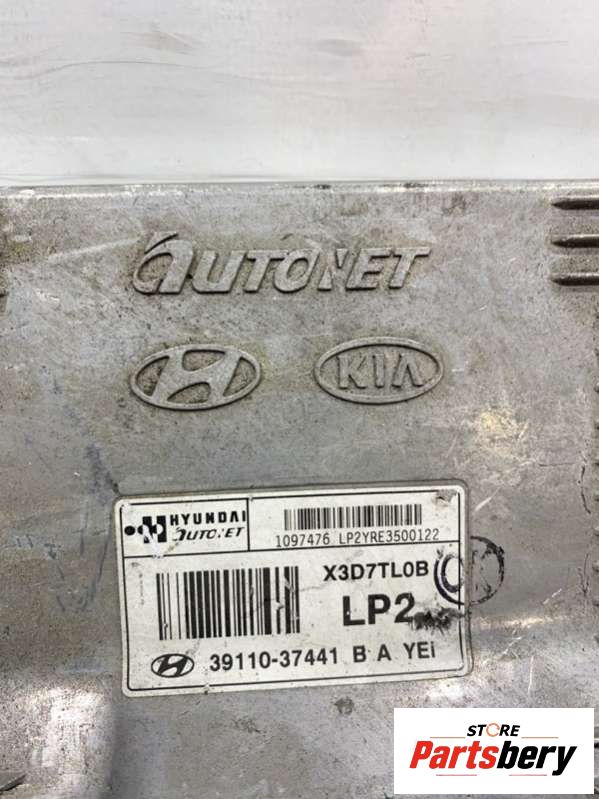 AUTONET
KIA
HYUNDAI
AUTONET
1097476 LP2YRE3500122
X3D7TL0B
LP2
39110-37441 B A YEi
STORE
Partsbery